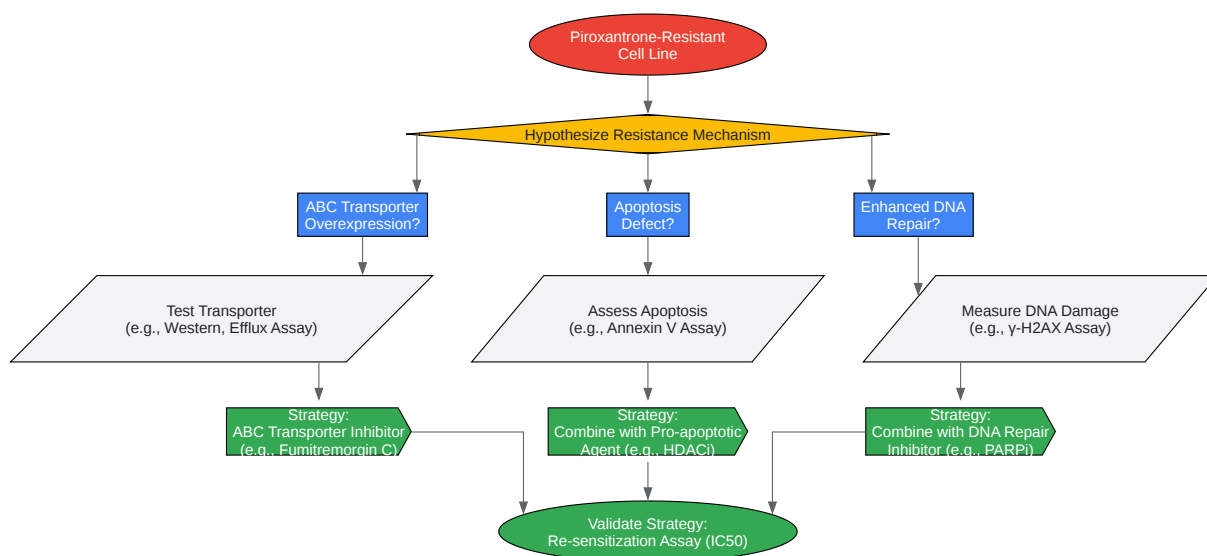 Piroxantrone-Resistant
Cell Line
Hypothesize Resistance Mechanism
ABC Transporter
Overexpression?
Apoptosis
Defect?
Enhanced DNA
Repair?
Test Transporter
(e.g., Western, Efflux Assay)
Assess Apoptosis
(e.g., Annexin V Assay)
Measure DNA Damage
(e.g., γ-H2AX Assay)
Strategy:
ABC Transporter Inhibitor
(e.g., Fumitremorgin C)
Strategy:
Combine with Pro-apoptotic
Agent (e.g., HDACi)
Strategy:
Combine with DNA Repair
Inhibitor (e.g., PARPi)
Validate Strategy:
Re-sensitization Assay (IC50)